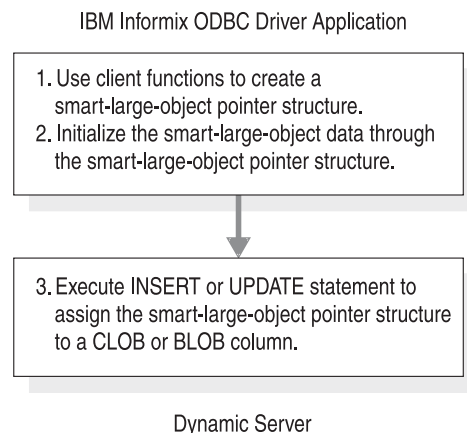 IBM Informix ODBC Driver Application
1. Use client functions to create a
smart-large-object pointer structure.
2. Initialize the smart-large-object data through
the smart-large-object pointer structure.
3. Execute INSERT or UPDATE statement to
assign the smart-large-object pointer structure
to a CLOB or BLOB column.
Dynamic Server